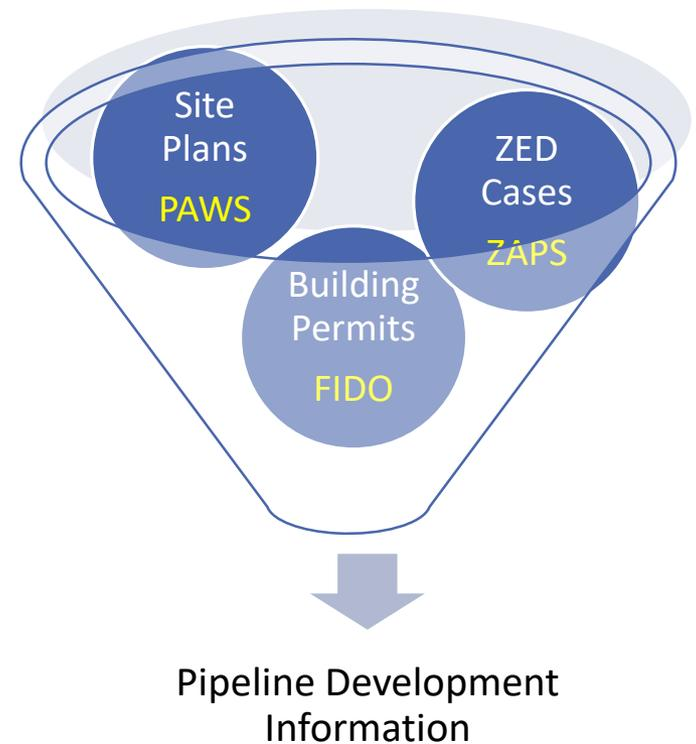 Site
Plans
PAWS
ZED
Cases
ZAPS
Building
Permits
FIDO
Pipeline Development
Information